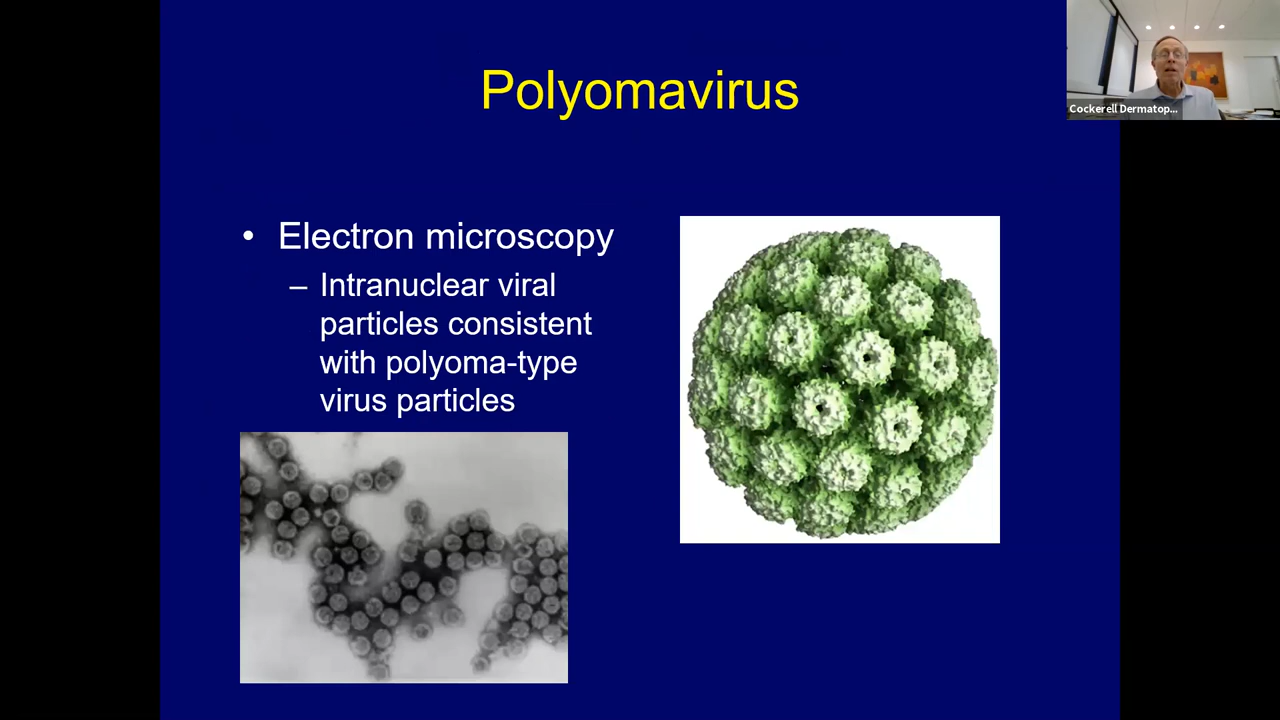 Polyomavirus
Cockerell Dermatop...
• Electron microscopy
– Intranuclear viral
particles consistent
with polyoma-type
virus particles